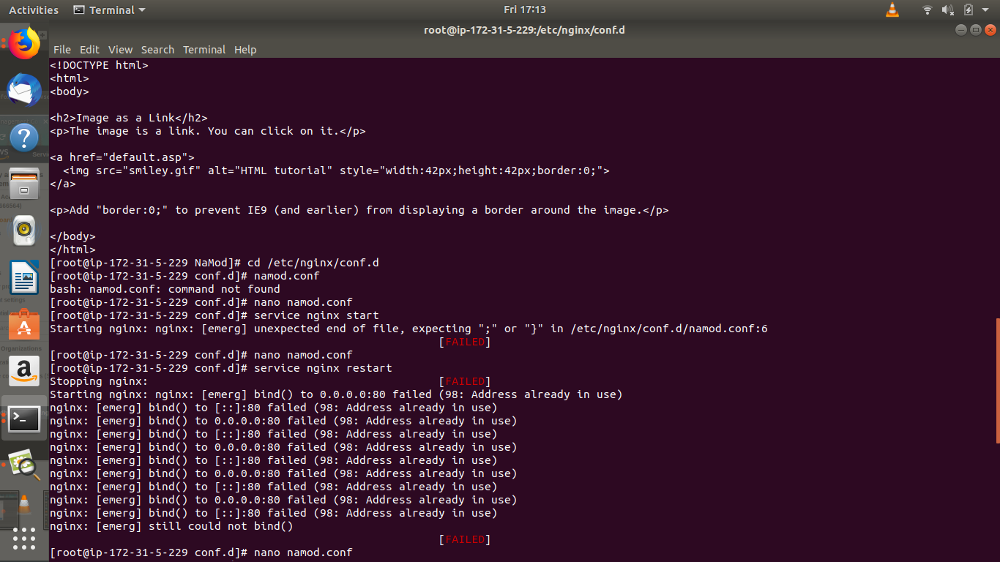 Activities Terminal Fri 17:13
root@ip-172-31-5-229:/etc/nginx/conf.d
File Edit View Search Terminal Help
<!DOCTYPE html>
<html>
<body>
<h2>Image as a Link</h2>
<p>The image is a link. You can click on it.</p>
<a href="default.asp">
  <img src="smiley.gif" alt="HTML tutorial" style="width:42px;height:42px;border:0;">
</a>
<p>Add "border:0;" to prevent IE9 (and earlier) from displaying a border around the image.</p>
</body>
</html>
[root@ip-172-31-5-229 NaMod]# cd /etc/nginx/conf.d
[root@ip-172-31-5-229 conf.d]# namod.conf
bash: namod.conf: command not found
[root@ip-172-31-5-229 conf.d]# nano namod.conf
[root@ip-172-31-5-229 conf.d]# service nginx start
Starting nginx: nginx: [emerg] unexpected end of file, expecting ";" or "}" in /etc/nginx/conf.d/namod.conf:6
[FAILED]
[root@ip-172-31-5-229 conf.d]# nano namod.conf
[root@ip-172-31-5-229 conf.d]# service nginx restart
Stopping nginx: [FAILED]
Starting nginx: nginx: [emerg] bind() to 0.0.0.0:80 failed (98: Address already in use)
nginx: [emerg] bind() to [::]:80 failed (98: Address already in use)
nginx: [emerg] bind() to 0.0.0.0:80 failed (98: Address already in use)
nginx: [emerg] bind() to [::]:80 failed (98: Address already in use)
nginx: [emerg] bind() to 0.0.0.0:80 failed (98: Address already in use)
nginx: [emerg] bind() to [::]:80 failed (98: Address already in use)
nginx: [emerg] bind() to 0.0.0.0:80 failed (98: Address already in use)
nginx: [emerg] bind() to [::]:80 failed (98: Address already in use)
nginx: [emerg] bind() to 0.0.0.0:80 failed (98: Address already in use)
nginx: [emerg] bind() to [::]:80 failed (98: Address already in use)
nginx: [emerg] still could not bind()
[FAILED]
[root@ip-172-31-5-229 conf.d]# nano namod.conf